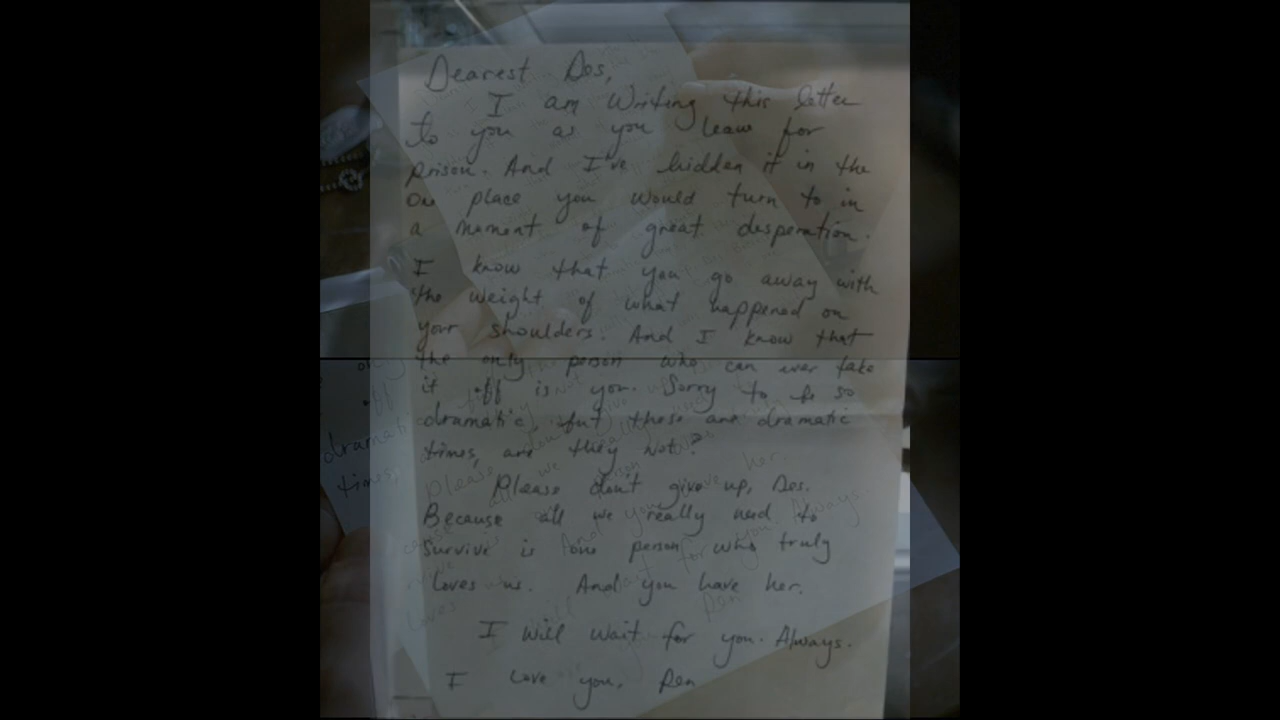 Dearest Des,
I am Writing this letter
to you as you leave for
prison. And I've hidden it in the
one place you would turn to in
a moment of great desperation.
I know that you go away with
the weight of what happened on
your shoulders. And I know that
the only person who can ever take
it off is you. Sorry to be so
dramatic, but these are dramatic
times, are they not?
Please don't give up, Des.
Because all we really need to
Survive is one person who truly
loves us. And you have her.
I will wait for you. Always.
I love you, Pen